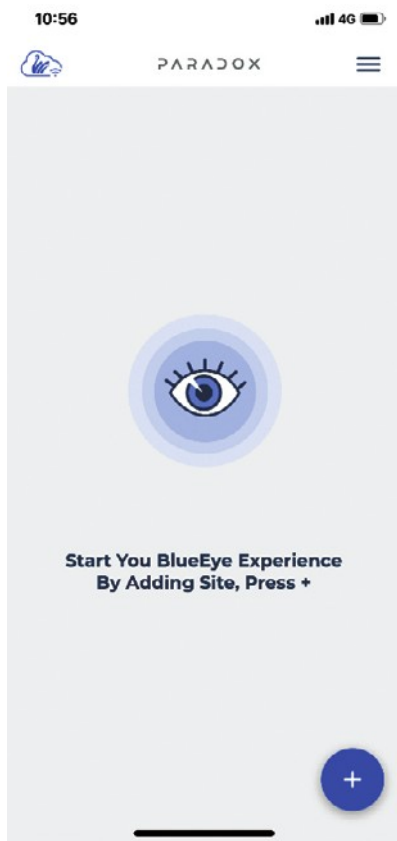 10:56
4G
PARADOX
Start You BlueEye Experience
By Adding Site, Press +
+